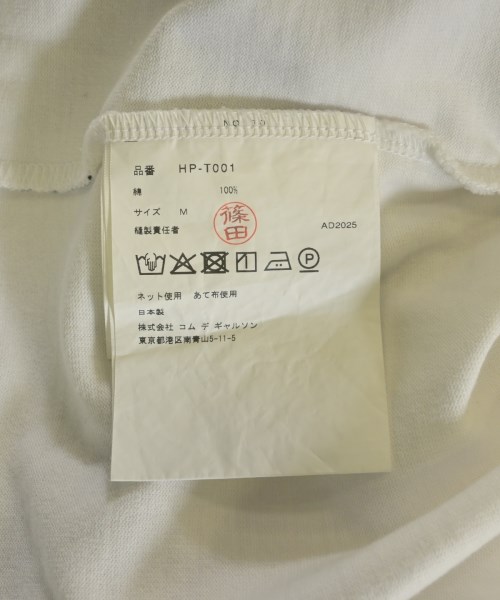 品番 HP-T001
綿 100%
サイズ M
縫製責任者
篠田
AD2025
P
ネット使用 あて布使用
日本製
株式会社 コム デ ギャルソン
東京都港区南青山5-11-5